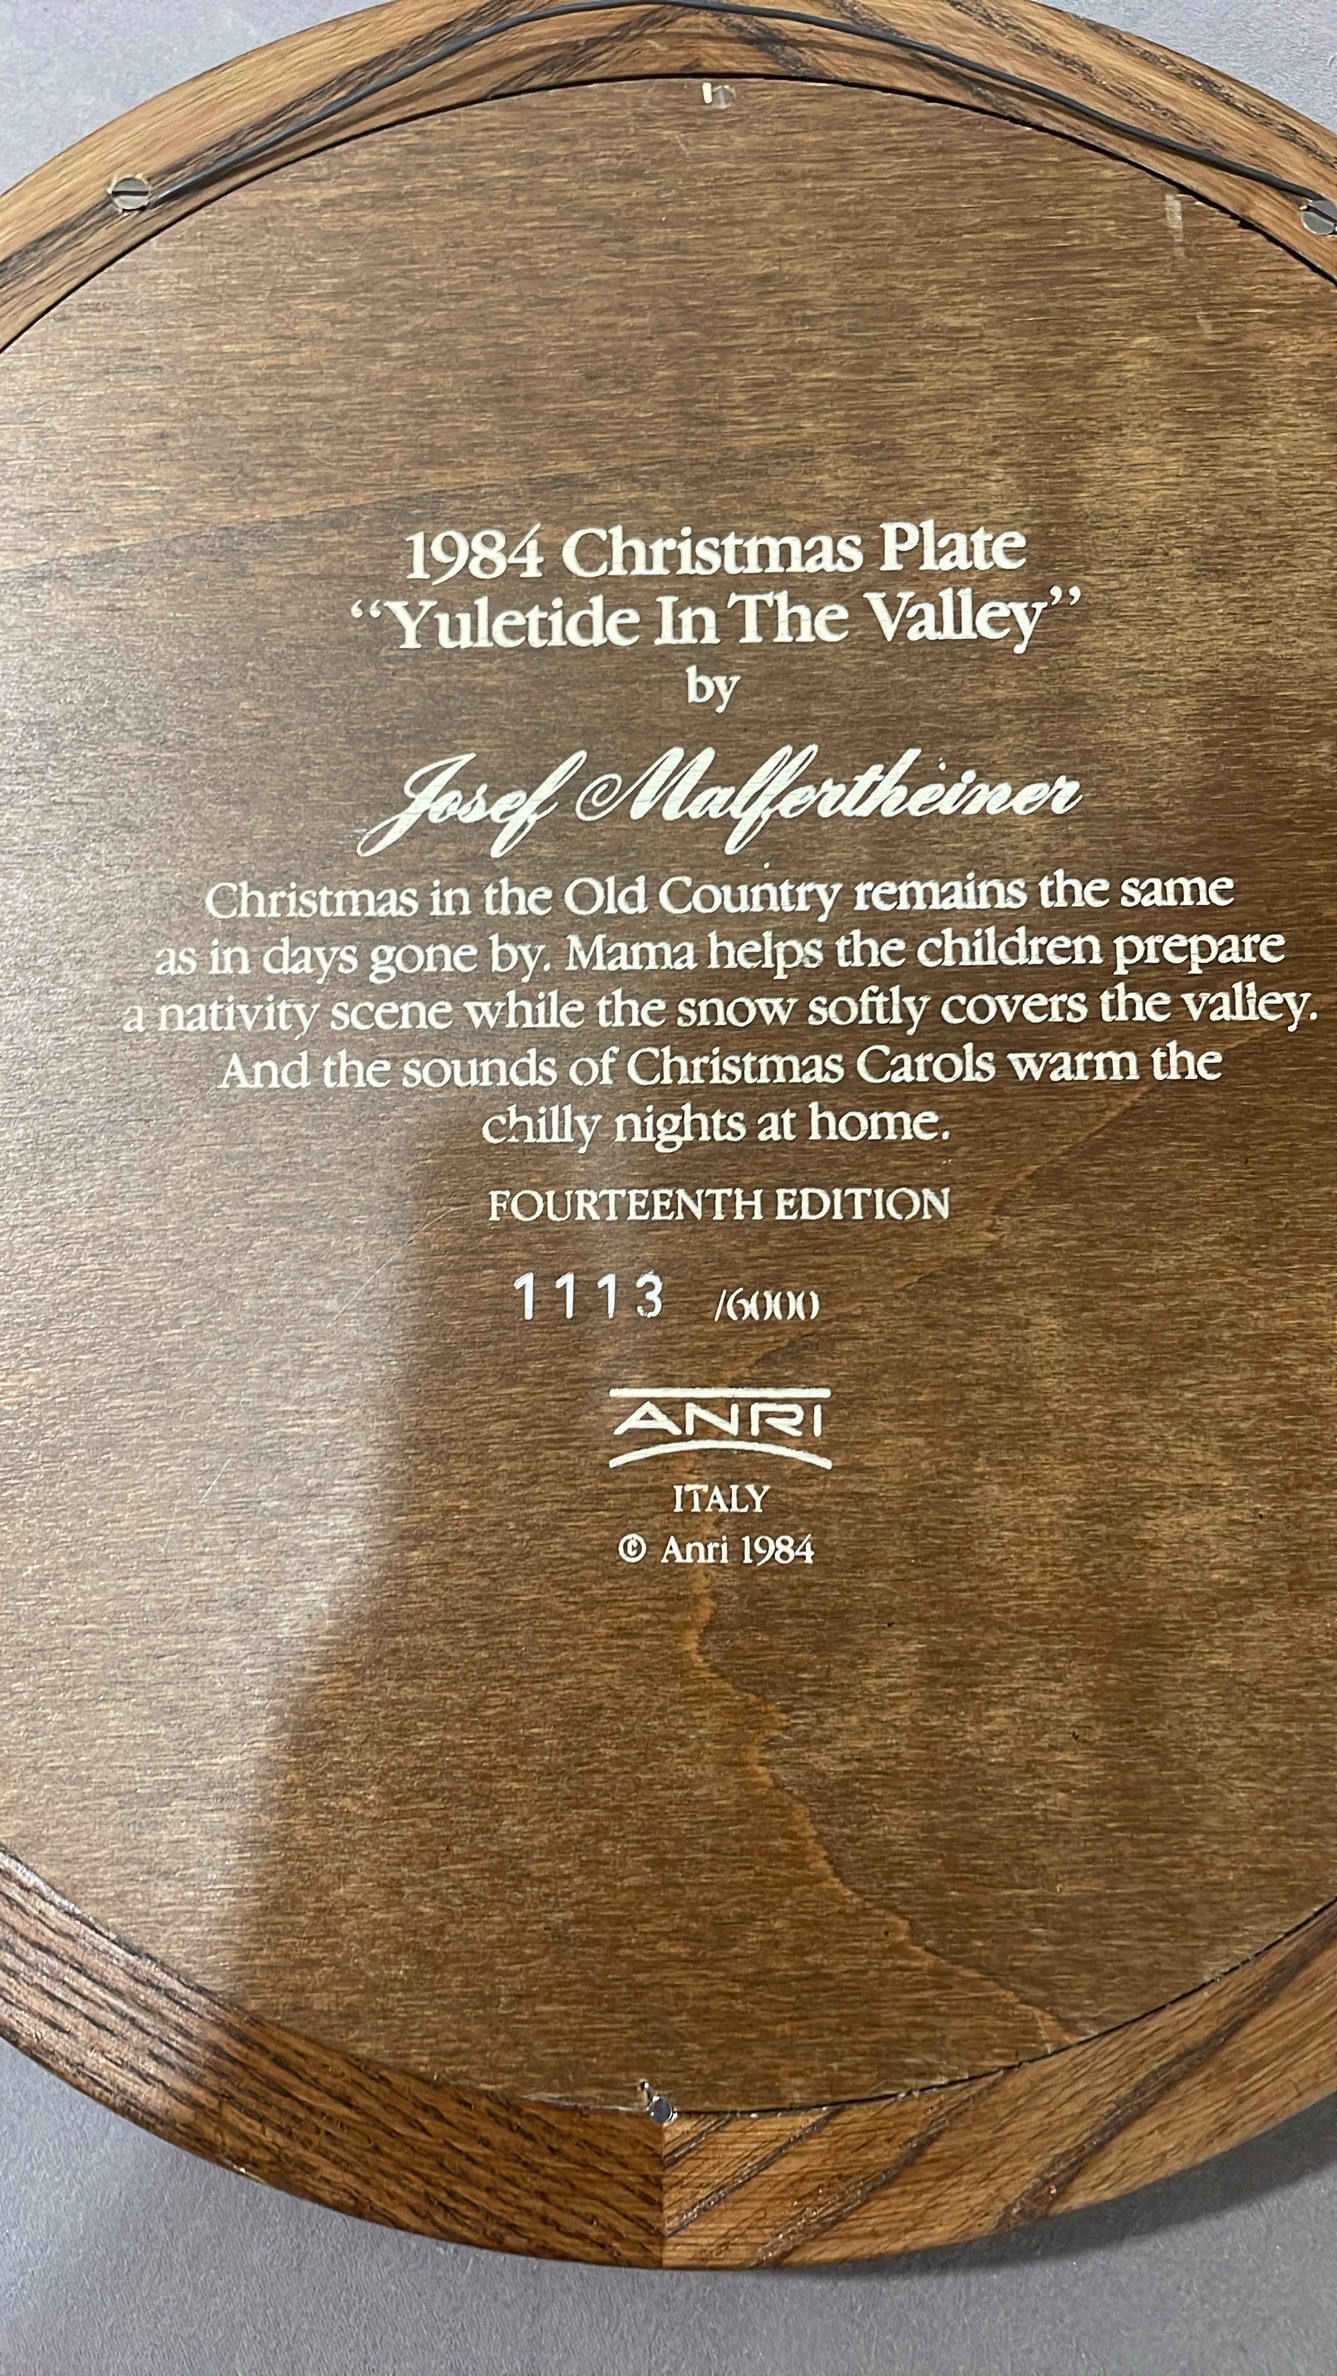 1984 Christmas Plate
“Yuletide In The Valley”
by
Josef Malfertheiner
Christmas in the Old Country remains the same
as in days gone by. Mama helps the children prepare
a nativity scene while the snow softly covers the valley.
And the sounds of Christmas Carols warm the
chilly nights at home.
FOURTEENTH EDITION
1113 /6000
ANRI
ITALY
© Anri 1984